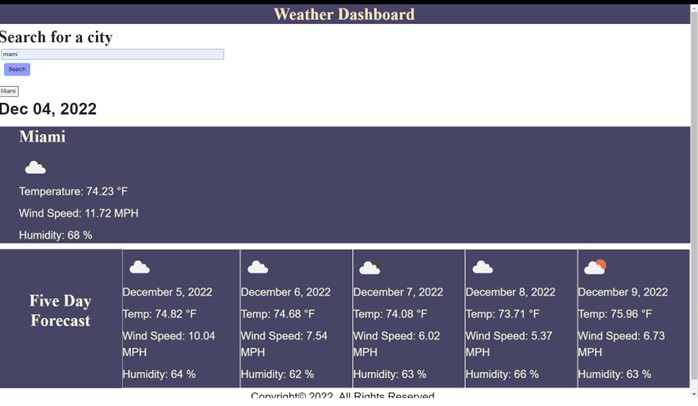 Weather Dashboard
Search for a city
miami
Search
Miami
Dec 04, 2022
Miami
Temperature: 74.23 °F
Wind Speed: 11.72 MPH
Humidity: 68 %
Five Day
Forecast
December 5, 2022
Temp: 74.82 °F
Wind Speed: 10.04
MPH
Humidity: 64 %
December 6, 2022
Temp: 74.68 °F
Wind Speed: 7.54
MPH
Humidity: 62 %
December 7, 2022
Temp: 74.08 °F
Wind Speed: 6.02
MPH
Humidity: 63 %
December 8, 2022
Temp: 73.71 °F
Wind Speed: 5.37
MPH
Humidity: 66 %
December 9, 2022
Temp: 75.96 °F
Wind Speed: 6.73
MPH
Humidity: 63 %
Copyright© 2022. All Rights Reserved